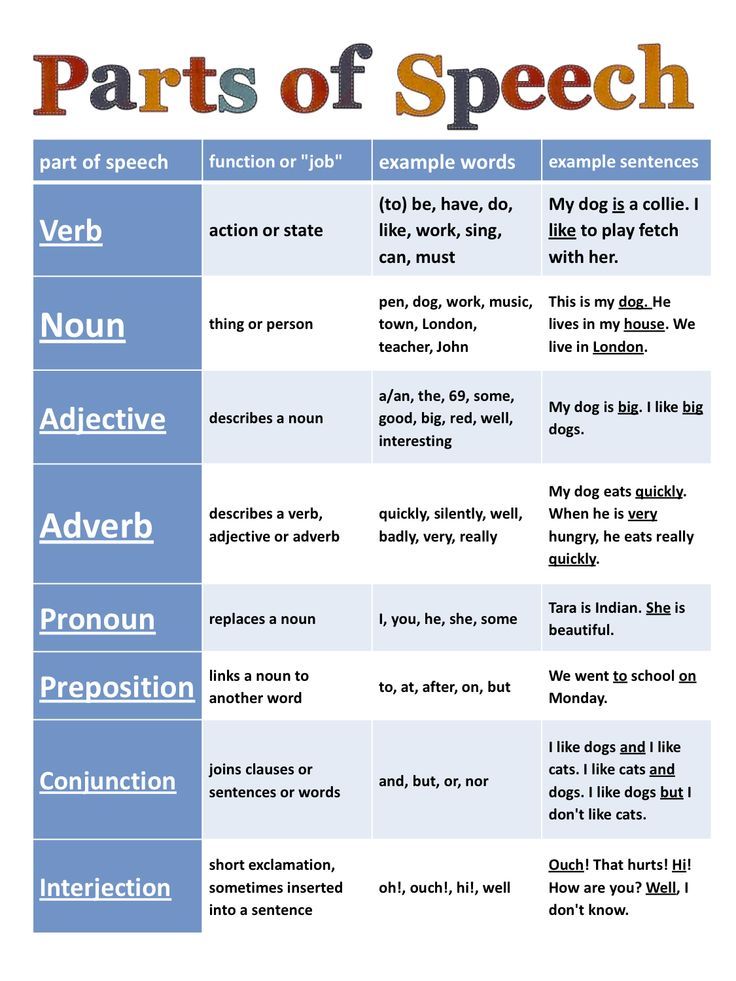 Parts of Speech
part of speech
function or "job"
example words
example sentences
Verb
action or state
(to) be, have, do,
like, work, sing,
can, must
My dog is a collie. I
like to play fetch
with her.
Noun
thing or person
pen, dog, work, music,
town, London,
teacher, John
This is my dog. He
lives in my house. We
live in London.
Adjective
describes a noun
a/an, the, 69, some,
good, big, red, well,
interesting
My dog is big. I like big
dogs.
Adverb
describes a verb,
adjective or adverb
quickly, silently, well,
badly, very, really
My dog eats quickly.
When he is very
hungry, he eats really
quickly.
Pronoun
replaces a noun
I, you, he, she, some
Tara is Indian. She is
beautiful.
Preposition
links a noun to
another word
to, at, after, on, but
We went to school on
Monday.
Conjunction
joins clauses or
sentences or words
and, but, or, nor
I like dogs and I like
cats. I like cats and
dogs. I like dogs but I
don't like cats.
Interjection
short exclamation,
sometimes inserted
into a sentence
oh!, ouch!, hi!, well
Ouch! That hurts! Hi!
How are you? Well, I
don't know.